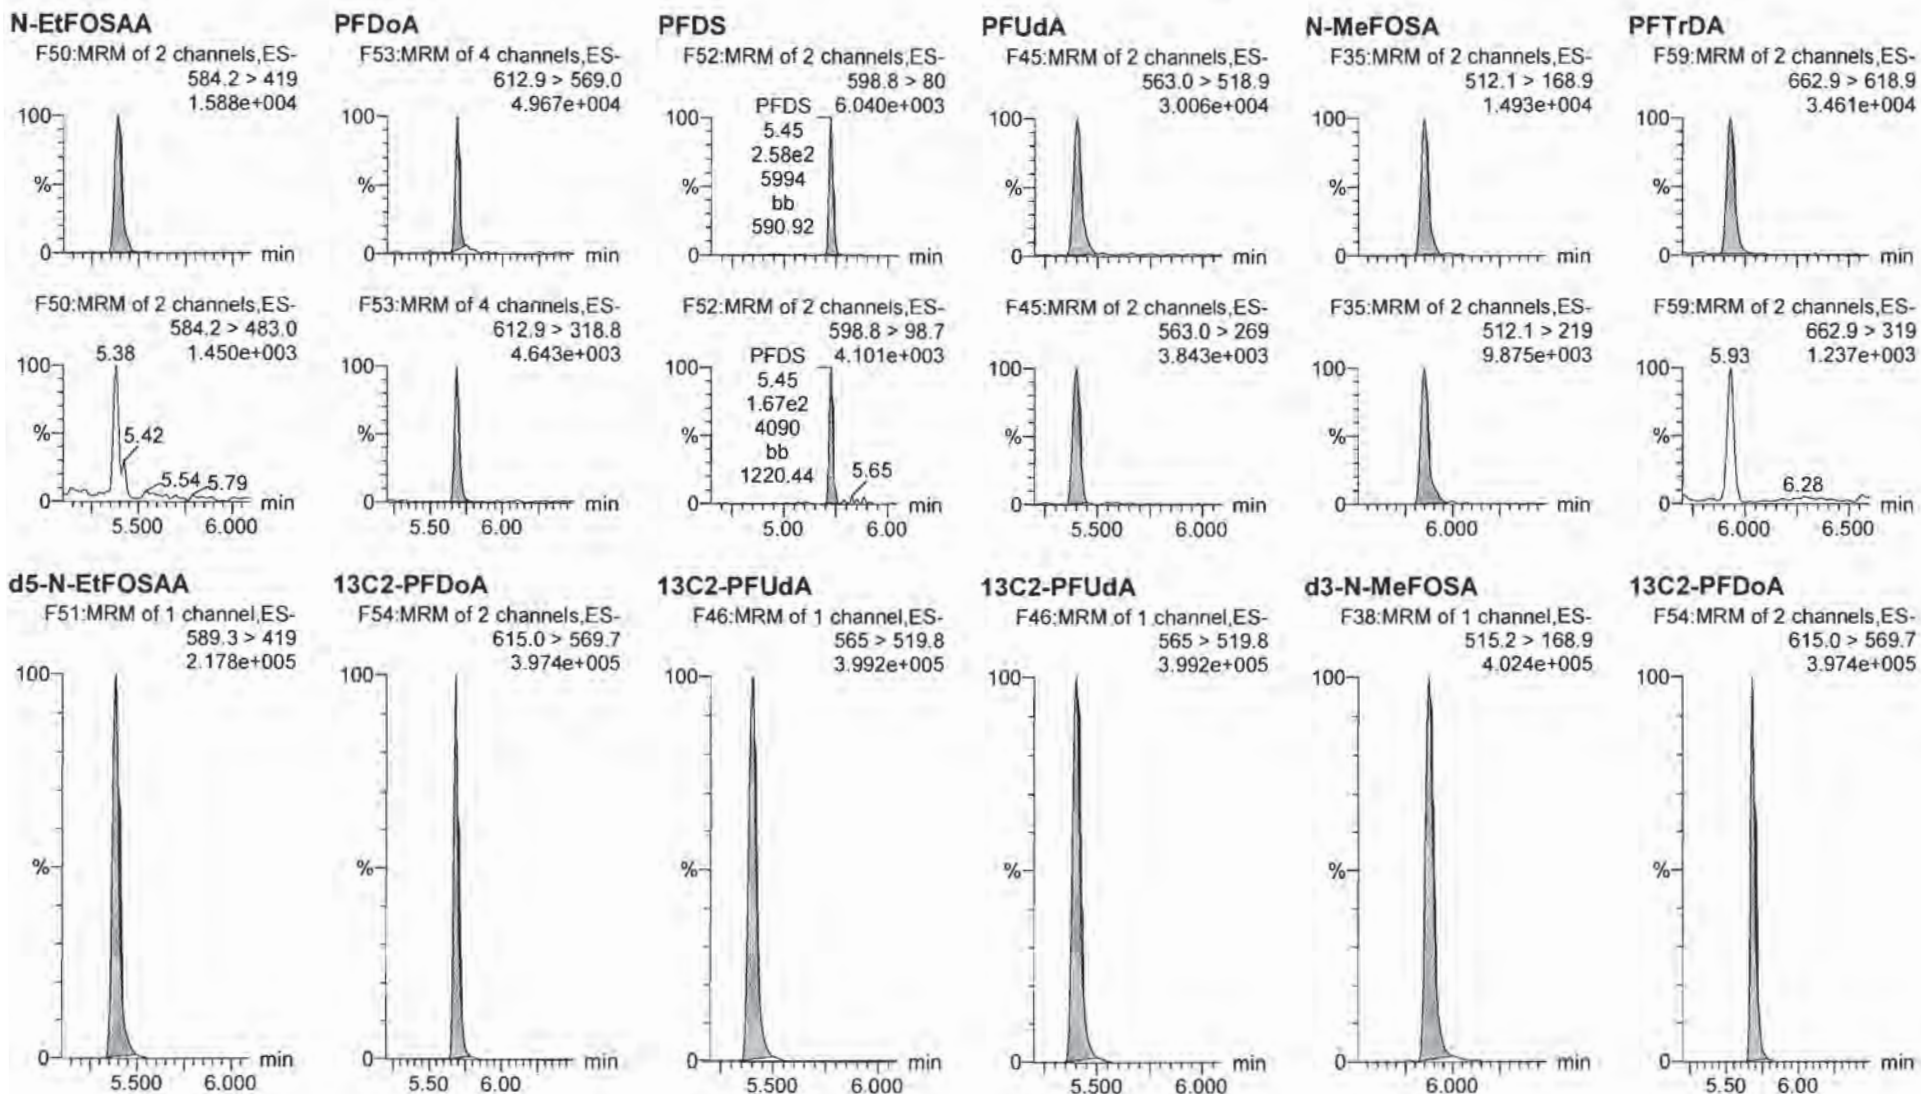 N-EtFOSAA
F50:MRM of 2 channels,ES-
584.2 > 419
1.588e+004
100
%
0
min
F50:MRM of 2 channels,ES-
584.2 > 483.0
5.38 1.450e+003
100
%
5.42
5.54 5.79
0
min
5.500 6.000
d5-N-EtFOSAA
F51:MRM of 1 channel,ES-
589.3 > 419
2.178e+005
100
%
0
min
5.500 6.000
PFDoA
F53:MRM of 4 channels,ES-
612.9 > 569.0
4.967e+004
100
%
0
min
F53:MRM of 4 channels,ES-
612.9 > 318.8
4.643e+003
100
%
0
min
5.50 6.00
13C2-PFDoA
F54:MRM of 2 channels,ES-
615.0 > 569.7
3.974e+005
100
%
0
min
5.50 6.00
PFDS
F52:MRM of 2 channels,ES-
598.8 > 80
PFDS 6.040e+003
100
5.45
2.58e2
%
5994
bb
590.92
0
min
F52:MRM of 2 channels,ES-
598.8 > 98.7
PFDS 4.101e+003
100
5.45
1.67e2
4090
%
bb
1220.44
5.65
0
min
5.00 6.00
13C2-PFUdA
F46:MRM of 1 channel,ES-
565 > 519.8
3.992e+005
100
%
0
min
5.500 6.000
PFUdA
F45:MRM of 2 channels,ES-
563.0 > 518.9
3.006e+004
100
%
0
min
F45:MRM of 2 channels,ES-
563.0 > 269
3.843e+003
100
%
0
min
5.500 6.000
13C2-PFUdA
F46:MRM of 1 channel,ES-
565 > 519.8
3.992e+005
100
%
0
min
5.500 6.000
N-MeFOSA
F35:MRM of 2 channels,ES-
512.1 > 168.9
1.493e+004
100
%
0
min
F35:MRM of 2 channels,ES-
512.1 > 219
9.875e+003
100
%
0
min
6.000
d3-N-MeFOSA
F38:MRM of 1 channel,ES-
515.2 > 168.9
4.024e+005
100
%
0
min
6.000
PFTrDA
F59:MRM of 2 channels,ES-
662.9 > 618.9
3.461e+004
100
%
0
min
F59:MRM of 2 channels,ES-
662.9 > 319
5.93 1.237e+003
100
%
6.28
0
min
6.000 6.500
13C2-PFDoA
F54:MRM of 2 channels,ES-
615.0 > 569.7
3.974e+005
100
%
0
min
5.50 6.00